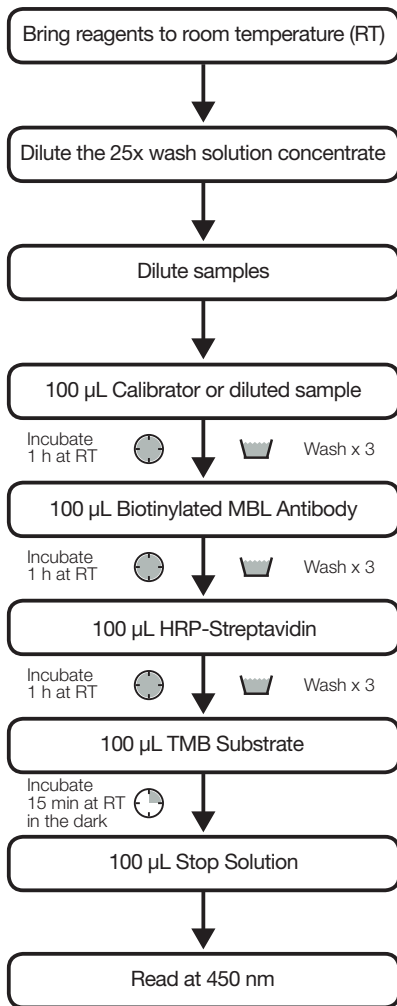 Bring reagents to room temperature (RT)
Dilute the 25x wash solution concentrate
Dilute samples
100 µL Calibrator or diluted sample
Incubate
1 h at RT
Wash x 3
100 µL Biotinylated MBL Antibody
Incubate
1 h at RT
Wash x 3
100 µL HRP-Streptavidin
Incubate
1 h at RT
Wash x 3
100 µL TMB Substrate
Incubate
15 min at RT
in the dark
100 µL Stop Solution
Read at 450 nm